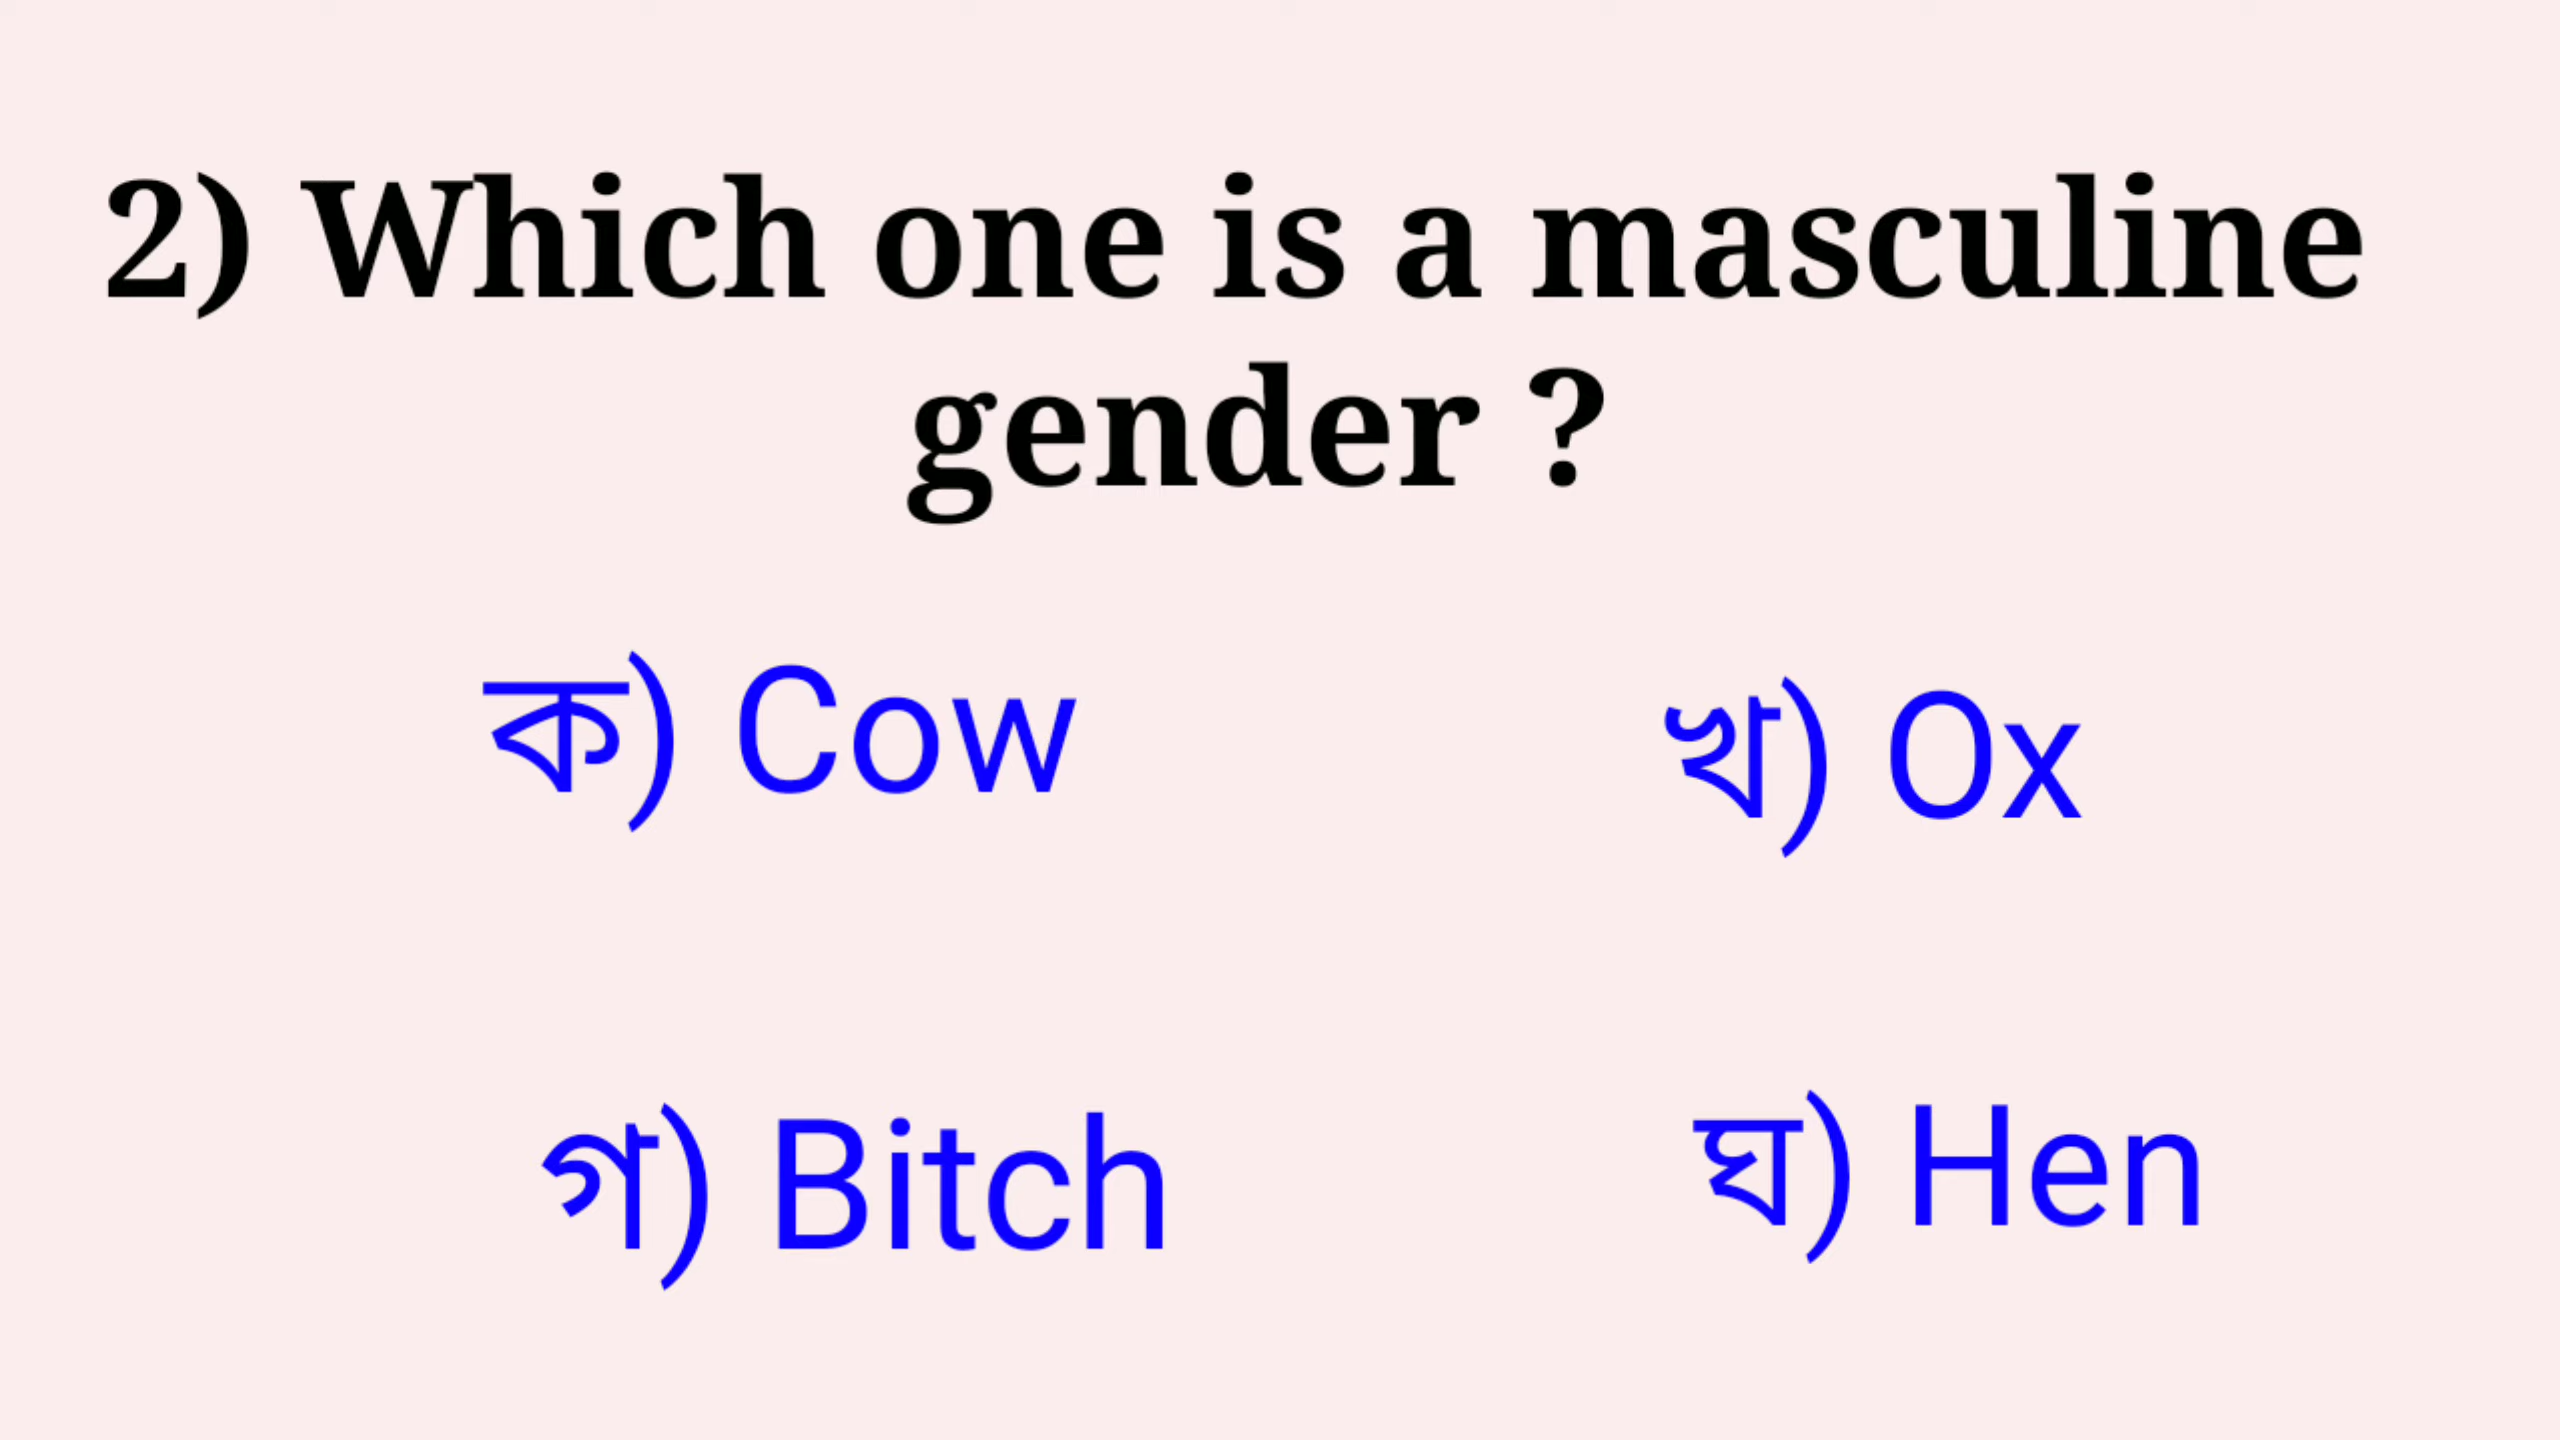 2) Which one is a masculine
gender ?
ক) Cow
খ) Ox
গ) Bitch
ঘ) Hen